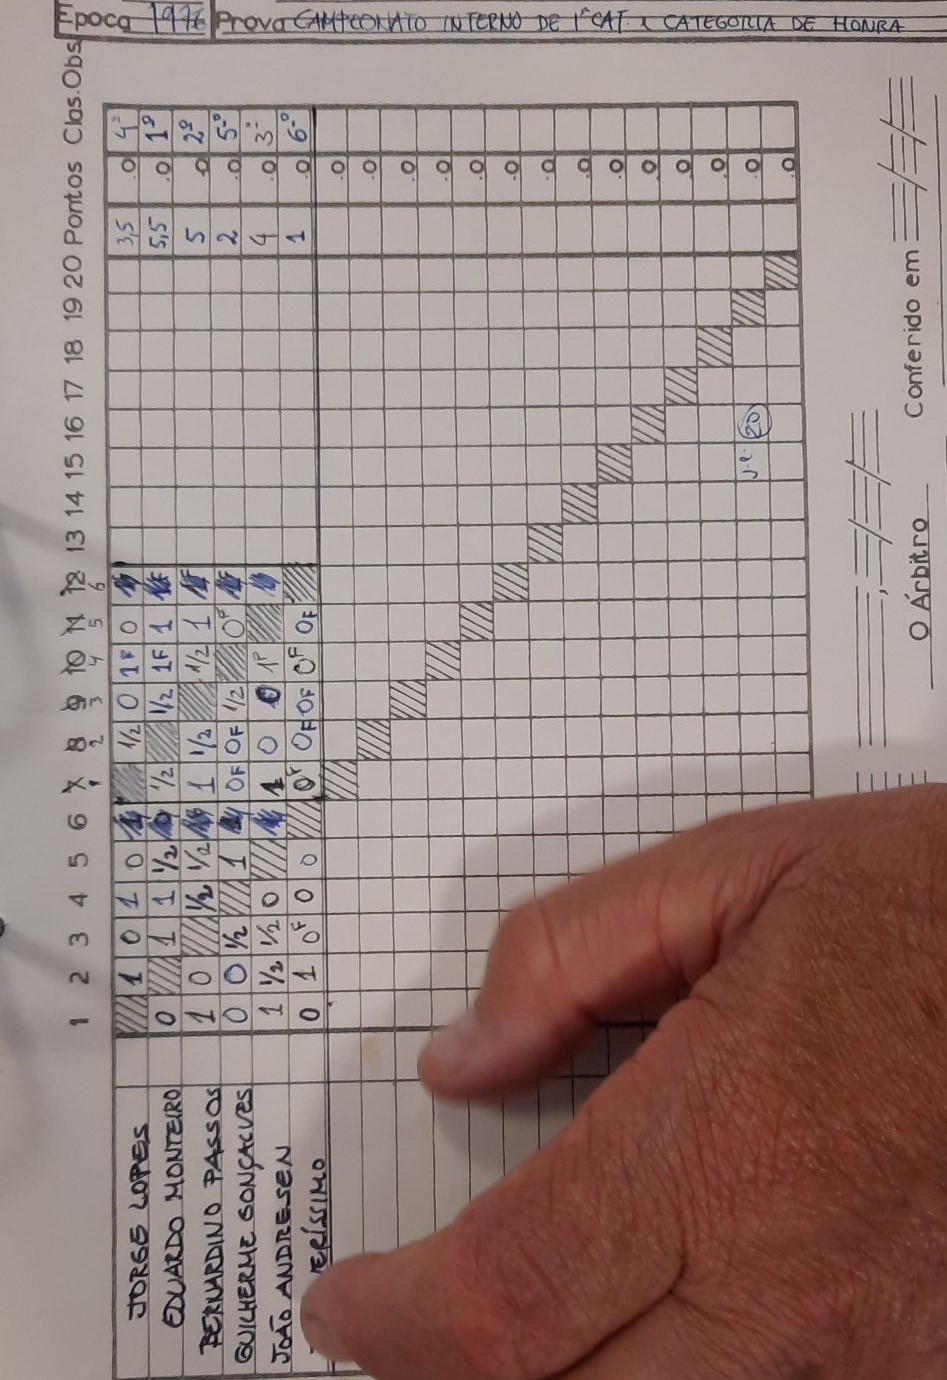 Época 1976 Prova CAMPEONATO INTERNO DE 1ª CAT. E CATEGORIA DE HONRA
1 2 3 4 5 6 7 8 9 10 11 12 13 14 15 16 17 18 19 20 Pontos Clas. Obs
1 2 3 4 5 6
JORGE LOPES 1 0 1 0 1/2 0 1F 0 3,5 .0 4º
EDUARDO MONTEIRO 0 1 1 1/2 1/2 1/2 1F 1 5,5 .0 1º
BERNARDINO PASSOS 1 0 1/2 1/2 1 1/2 1/2 1 5 .0 2º
GUILHERME GONÇALVES 0 0 1/2 1 0F 0F 1/2 0F 2 .0 5º
JOÃO ANDRESEN 1 1/2 1/2 0 1 0 0 1F 4 .0 3º
ERÍSSIMO 0 1 0F 0 0 0F 0F 0F 0F 0F 1 .0 6º
.0
.0
.0
.0
.0
.0
.0
.0
.0
.0
.0
.0
20 .0
.0
O Árbitro Conferido em